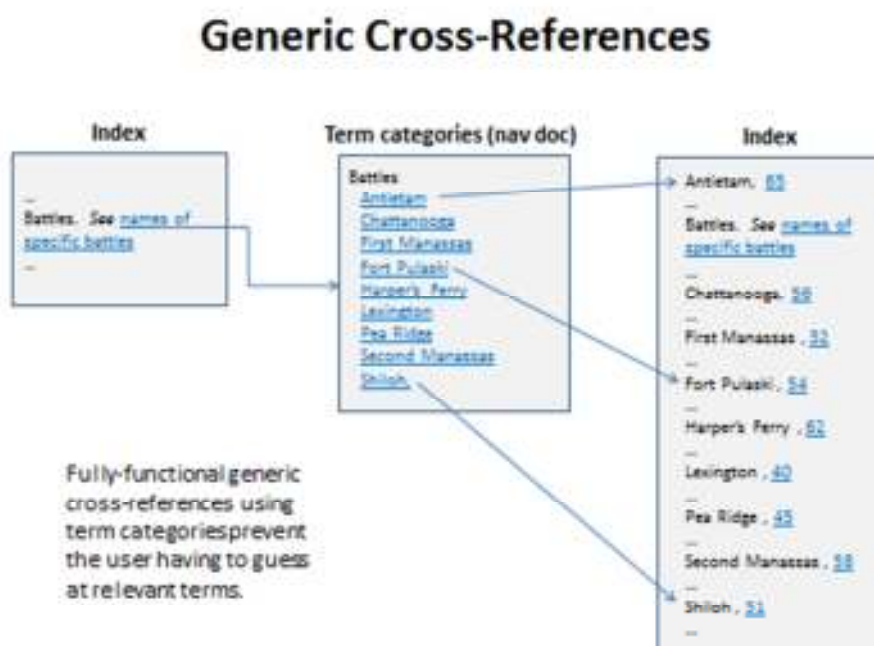 Generic Cross-References
Index
...
Battles. See names of
specific battles
...
Term categories (nav doc)
Battles
Antietam
Chattanooga
First Manassas
Fort Pulaski
Harper's Ferry
Lexington
Pea Ridge
Second Manassas
Shiloh
Index
Antietam, 65
...
Battles. See names of
specific battles
...
Chattanooga, 56
...
First Manassas , 32
...
Fort Pulaski , 54
...
Harper's Ferry , 62
...
Lexington , 40
...
Pea Ridge , 45
...
Second Manassas , 58
...
Shiloh , 51
...
Fully-functional generic
cross-references using
term categories prevent
the user having to guess
at relevant terms.